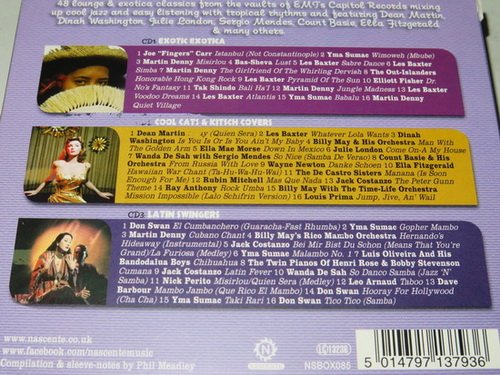 48 lounge & exotica classics from the vaults of EMI's Capitol Records mixing
up cool jazz and easy listening with tropical rhythms and featuring Dean Martin,
Dinah Washington, Julie London, Sergio Mendes, Count Basie, Ella Fitzgerald
& many others.
CD1 EXOTIC EXOTICA
1 Joe "Fingers" Carr Istanbul (Not Constantinople) 2 Yma Sumac Wimoweh (Mbube)
3 Martin Denny Misirlou 4 Bas-Sheva Lust 5 Les Baxter Sabre Dance 6 Les Baxter
Simba 7 Martin Denny The Girlfriend Of The Whirling Dervish 8 The Out-Islanders
Honorable Hong Kong Rock 9 Les Baxter Pyramid Of The Sun 10 Elliott Fisher Dr.
No's Fantasy 11 Tak Shindo Bali Ha'i 12 Martin Denny Jungle Madness 13 Les Baxter
Voodoo Dreams 14 Les Baxter Atlantis 15 Yma Sumac Babalu 16 Martin Denny
Quiet Village
CD2 COOL CATS & KITSCH COVERS
1 Dean Martin ay (Quien Sera) 2 Les Baxter Whatever Lola Wants 3 Dinah
Washington Is You Is Or Is You Ain't My Baby 4 Billy May & His Orchestra Man With
The Golden Arm 5 Ella Mae Morse Down In Mexico 6 Julie London Come On-A My House
7 Wanda De Sah with Sergio Mendes So Nice (Samba De Verao) 8 Count Basie & His
Orchestra From Russia With Love 9 Wayne Newton Danke Schoen 10 Ella Fitzgerald
Hawaiian War Chant (Ta-Hu-Wa-Hu-Wai) 11 The De Castro Sisters Manana (Is Soon
Enough For Me) 12 Rubin Mitchell Mas Que Nada 13 Jack Costanzo The Peter Gunn
Theme 14 Ray Anthony Rock Umba 15 Billy May With The Time-Life Orchestra
Mission Impossible (Lalo Schifrin Version) 16 Louis Prima Jump, Jive, An' Wail
CD3 LATIN SWINGERS
1 Don Swan El Cumbanchero (Guaracha-Fast Rhumba) 2 Yma Sumac Gopher Mambo
3 Martin Denny Cubano Chant 4 Billy May's Rico Mambo Orchestra Hernando's
Hideaway (Instrumental) 5 Jack Costanzo Bei Mir Bist Du Schon (Means That You're
Grand)/La Furiosa (Medley) 6 Yma Sumac Malambo No. 1 7 Luis Oliveira And His
Bandodalua Boys Chihuahua 8 The Twin Pianos Of Henri Rose & Bobby Stevenson
Cumana 9 Jack Costanzo Latin Fever 10 Wanda De Sah So Danco Samba (Jazz 'N'
Samba) 11 Nick Perito Misirlou/Quien Sera (Medley) 12 Leo Arnaud Taboo 13 Dave
Barbour Mambo Jambo (Que Rico El Mambo) 14 Don Swan Hooray For Hollywood
(Cha Cha) 15 Yma Sumac Taki Rari 16 Don Swan Tico Tico (Samba)
www.nascente.co.uk
www.facebook.com/nascentemusic
Compilation & sleeve-notes by Phil Meadley
N
NASCENTE
LC13238
NSBOX085
5 014797 137936